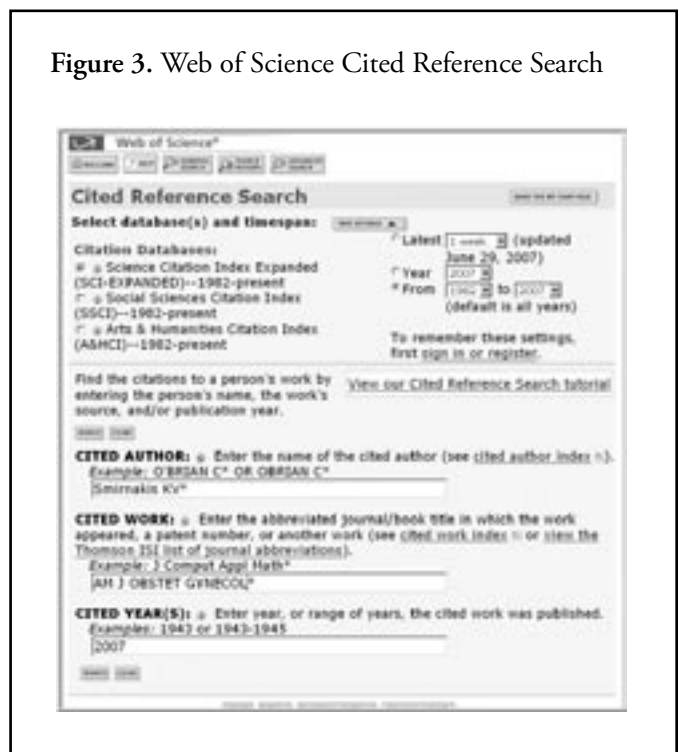 Figure 3. Web of Science Cited Reference Search
Web of Science®
Cited Reference Search
Select database(s) and timespan:
Citation Databases:
Science Citation Index Expanded
(SCI-EXPANDED)--1982-present
Social Sciences Citation Index
(SSCI)--1982-present
Arts & Humanities Citation Index
(A&HCI)--1982-present
Latest 1 week (updated
June 29, 2007)
Year 2007
From 1982 to 2007
(default is all years)
To remember these settings,
first sign in or register.
Find the citations to a person's work by
entering the person's name, the work's
source, and/or publication year.
View our Cited Reference Search tutorial
CITED AUTHOR: Enter the name of the cited author (see cited author index).
Example: O'BRIAN C* OR OBRIAN C*
Smirnakis KV*
CITED WORK: Enter the abbreviated journal/book title in which the work
appeared, a patent number, or another work (see cited work index or view the
Thomson ISI list of journal abbreviations).
Example: J Comput Appl Math*
AM J OBSTET GYNECOL*
CITED YEAR(S): Enter year, or range of years, the cited work was published.
Examples: 1943 or 1943-1945
2007